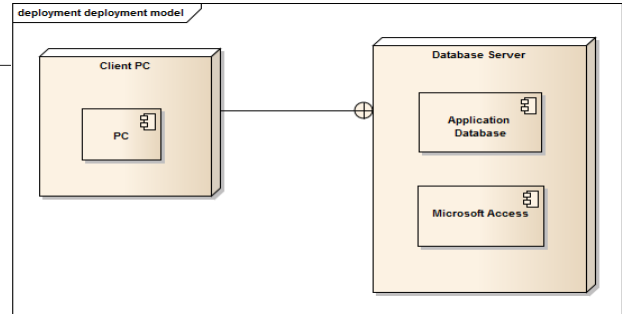 deployment deployment model
Client PC
PC
Database Server
Application
Database
Microsoft Access